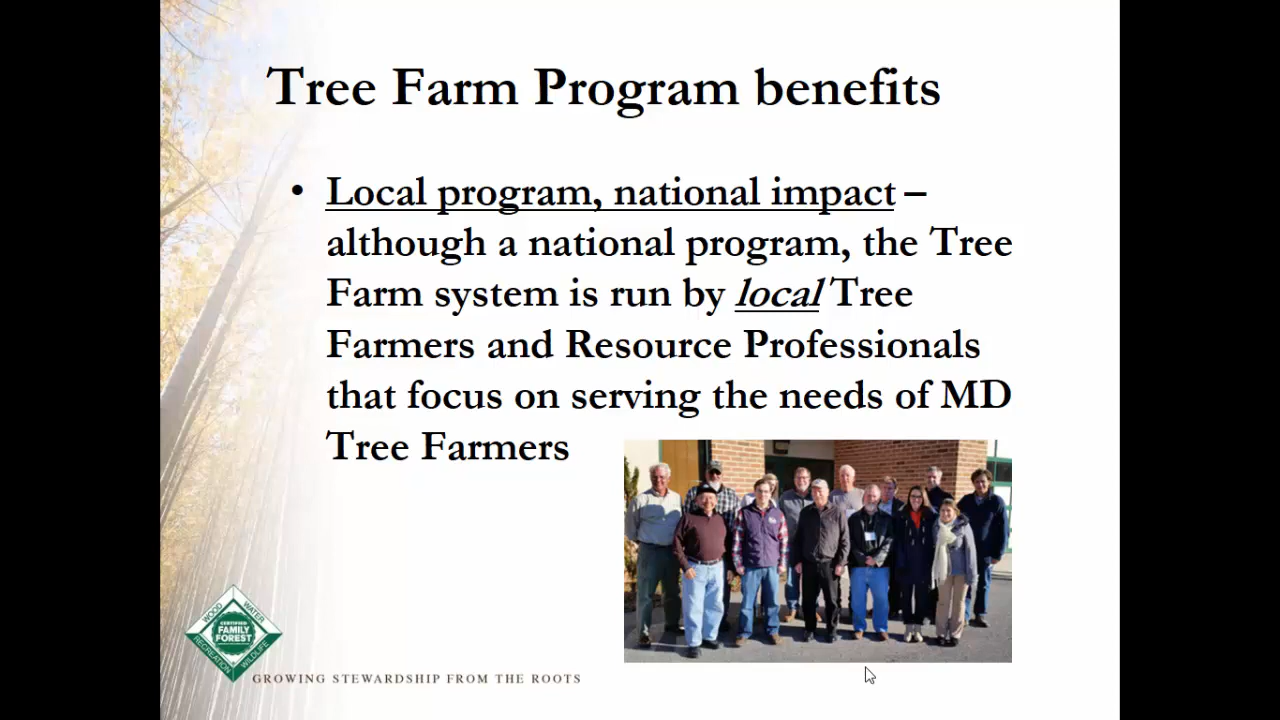 Tree Farm Program benefits
• Local program, national impact –
although a national program, the Tree
Farm system is run by local Tree
Farmers and Resource Professionals
that focus on serving the needs of MD
Tree Farmers
WOOD
WATER
CERTIFIED
FAMILY
FOREST
RECREATION
WILDLIFE
GROWING STEWARDSHIP FROM THE ROOTS